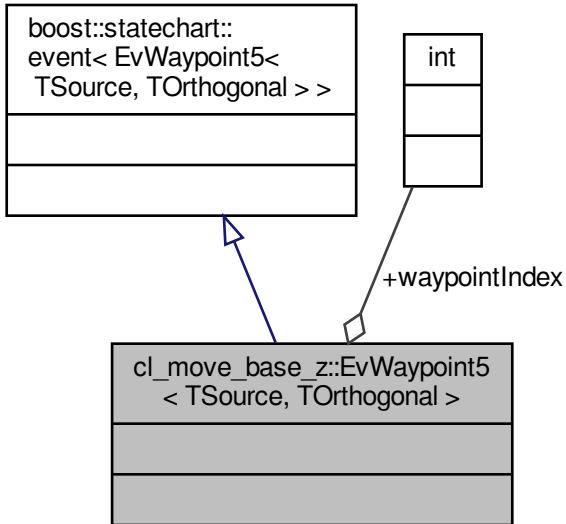 boost::statechart::
event< EvWaypoint5<
TSource, TOrthogonal > >
int
+waypointIndex
cl_move_base_z::EvWaypoint5
< TSource, TOrthogonal >